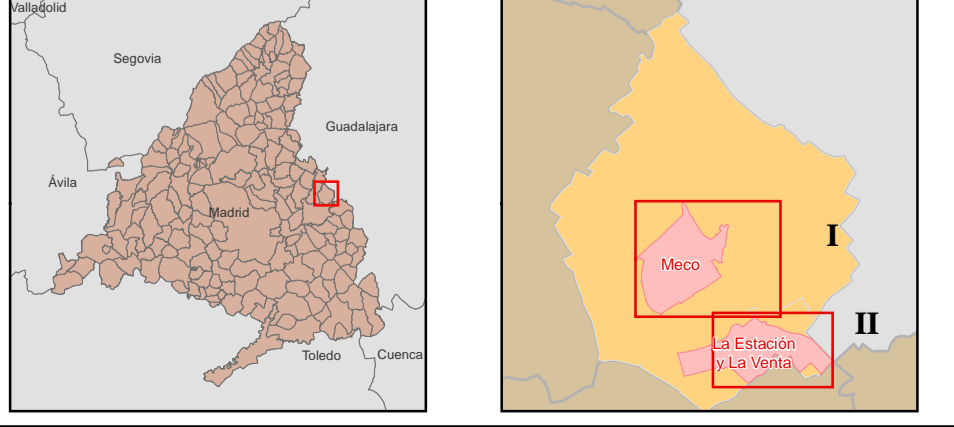 Valladolid
Segovia
Guadalajara
Ávila
Madrid
Toledo
Cuenca
I
Meco
II
La Estación
y La Venta